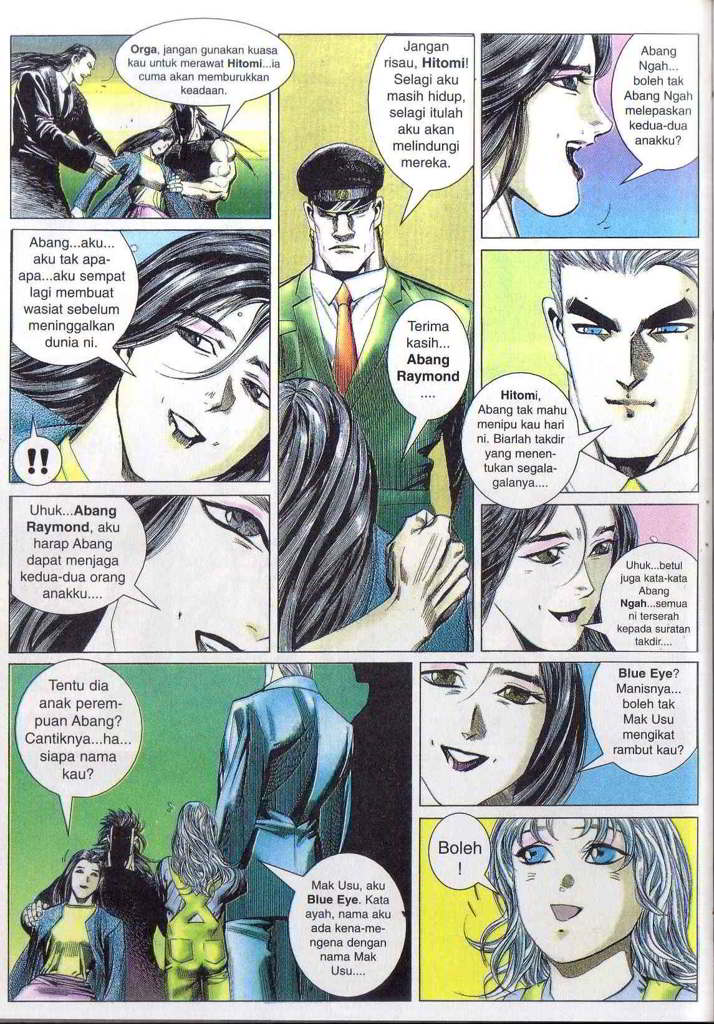 Orga, jangan gunakan kuasa
kau untuk merawat Hitomi...ia
cuma akan memburukkan
keadaan.
Jangan
risau, Hitomi!
Selagi aku
masih hidup,
selagi itulah
aku akan
melindungi
mereka.
Abang
Ngah...
boleh tak
Abang Ngah
melepaskan
kedua-dua
anakku?
Abang...aku...
aku tak apa-
apa...aku sempat
lagi membuat
wasiat sebelum
meninggalkan
dunia ni.
!!
Terima
kasih...
Abang
Raymond
....
Hitomi,
Abang tak mahu
menipu kau hari
ni. Biarlah takdir
yang menen-
tukan segala-
galanya....
Uhuk...Abang
Raymond, aku
harap Abang
dapat menjaga
kedua-dua orang
anakku....
Uhuk...betul
juga kata-kata
Abang
Ngah...semua
ni terserah
kepada suratan
takdir....
Tentu dia
anak perem-
puan Abang?
Cantiknya...ha...
siapa nama
kau?
Mak Usu, aku
Blue Eye. Kata
ayah, nama aku
ada kena-me-
ngena dengan
nama Mak
Usu....
Blue Eye?
Manisnya...
boleh tak
Mak Usu
mengikat
rambut kau?
Boleh
!